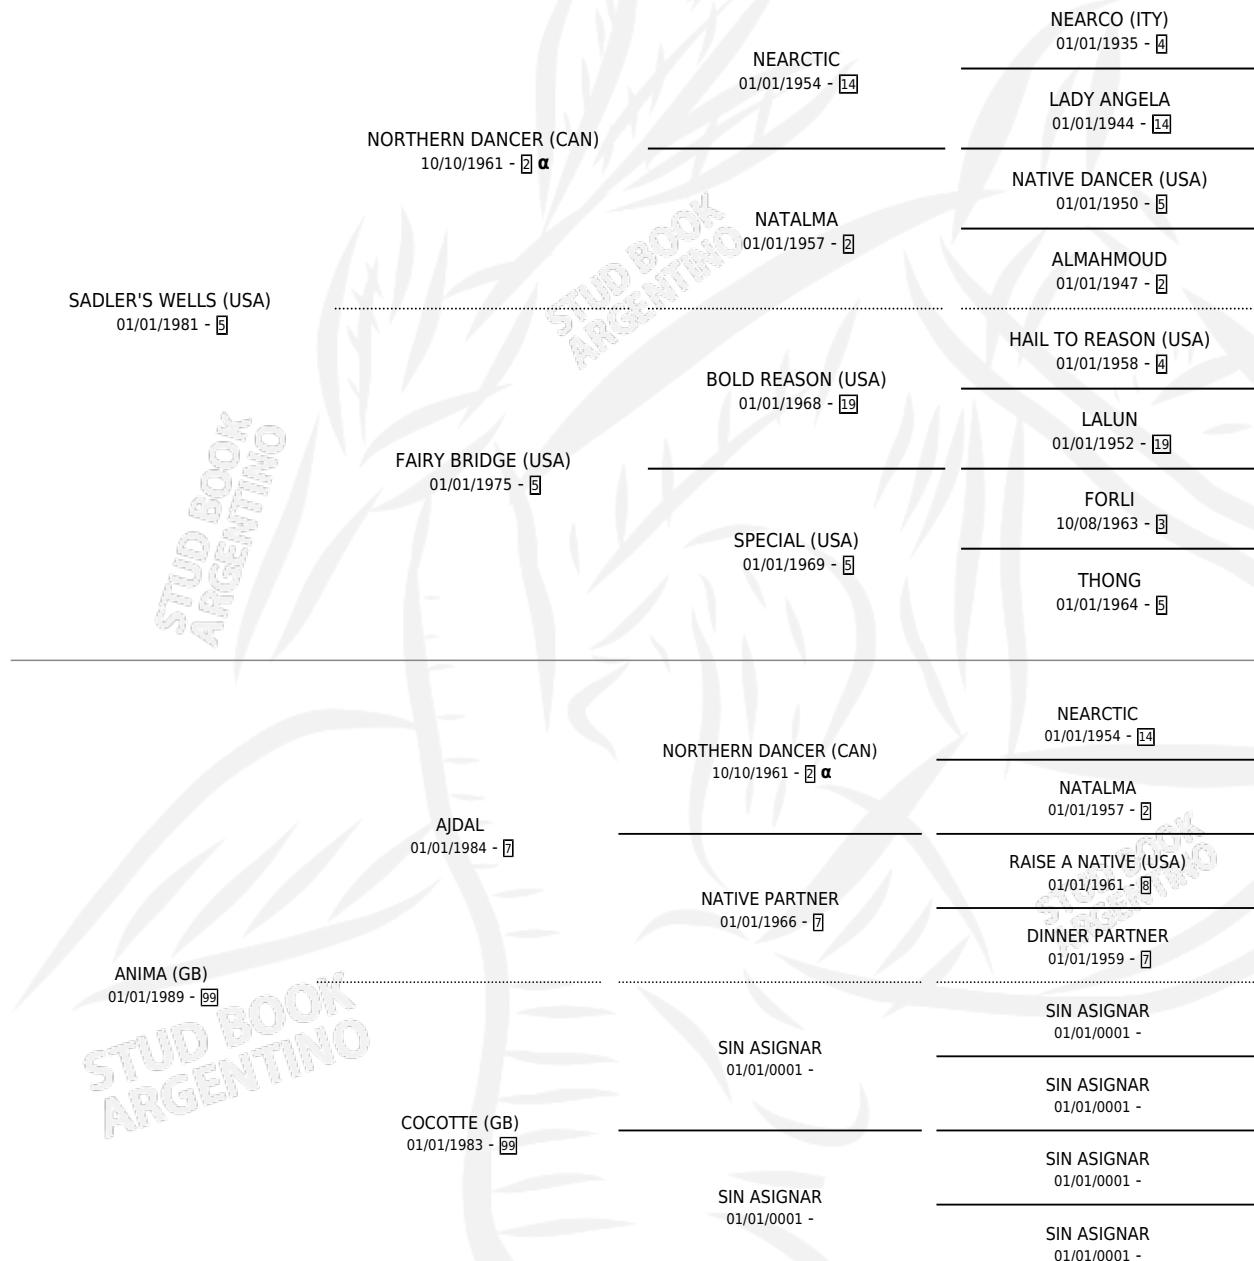 NEARCO (ITY)
01/01/1935 - 4
NEARCTIC
01/01/1954 - 14
LADY ANGELA
01/01/1944 - 14
NORTHERN DANCER (CAN)
10/10/1961 - 2 α
NATIVE DANCER (USA)
01/01/1950 - 5
NATALMA
01/01/1957 - 2
STUD BOOK
ARGENTINO
ALMAHMOUD
01/01/1947 - 2
SADLER'S WELLS (USA)
01/01/1981 - 5
HAIL TO REASON (USA)
01/01/1958 - 4
BOLD REASON (USA)
01/01/1968 - 19
LALUN
01/01/1952 - 19
FAIRY BRIDGE (USA)
01/01/1975 - 5
STUD BOOK
ARGENTINO
FORLI
10/08/1963 - 3
SPECIAL (USA)
01/01/1969 - 5
THONG
01/01/1964 - 5
NEARCTIC
01/01/1954 - 14
NORTHERN DANCER (CAN)
10/10/1961 - 2 α
NATALMA
01/01/1957 - 2
AJDAL
01/01/1984 - 7
STUD BOOK
ARGENTINO
RAISE A NATIVE (USA)
01/01/1961 - 8
NATIVE PARTNER
01/01/1966 - 7
DINNER PARTNER
01/01/1959 - 7
ANIMA (GB)
01/01/1989 - 99
STUD BOOK
ARGENTINO
SIN ASIGNAR
01/01/0001 -
SIN ASIGNAR
01/01/0001 -
SIN ASIGNAR
01/01/0001 -
COCOTTE (GB)
01/01/1983 - 99
SIN ASIGNAR
01/01/0001 -
SIN ASIGNAR
01/01/0001 -
SIN ASIGNAR
01/01/0001 -